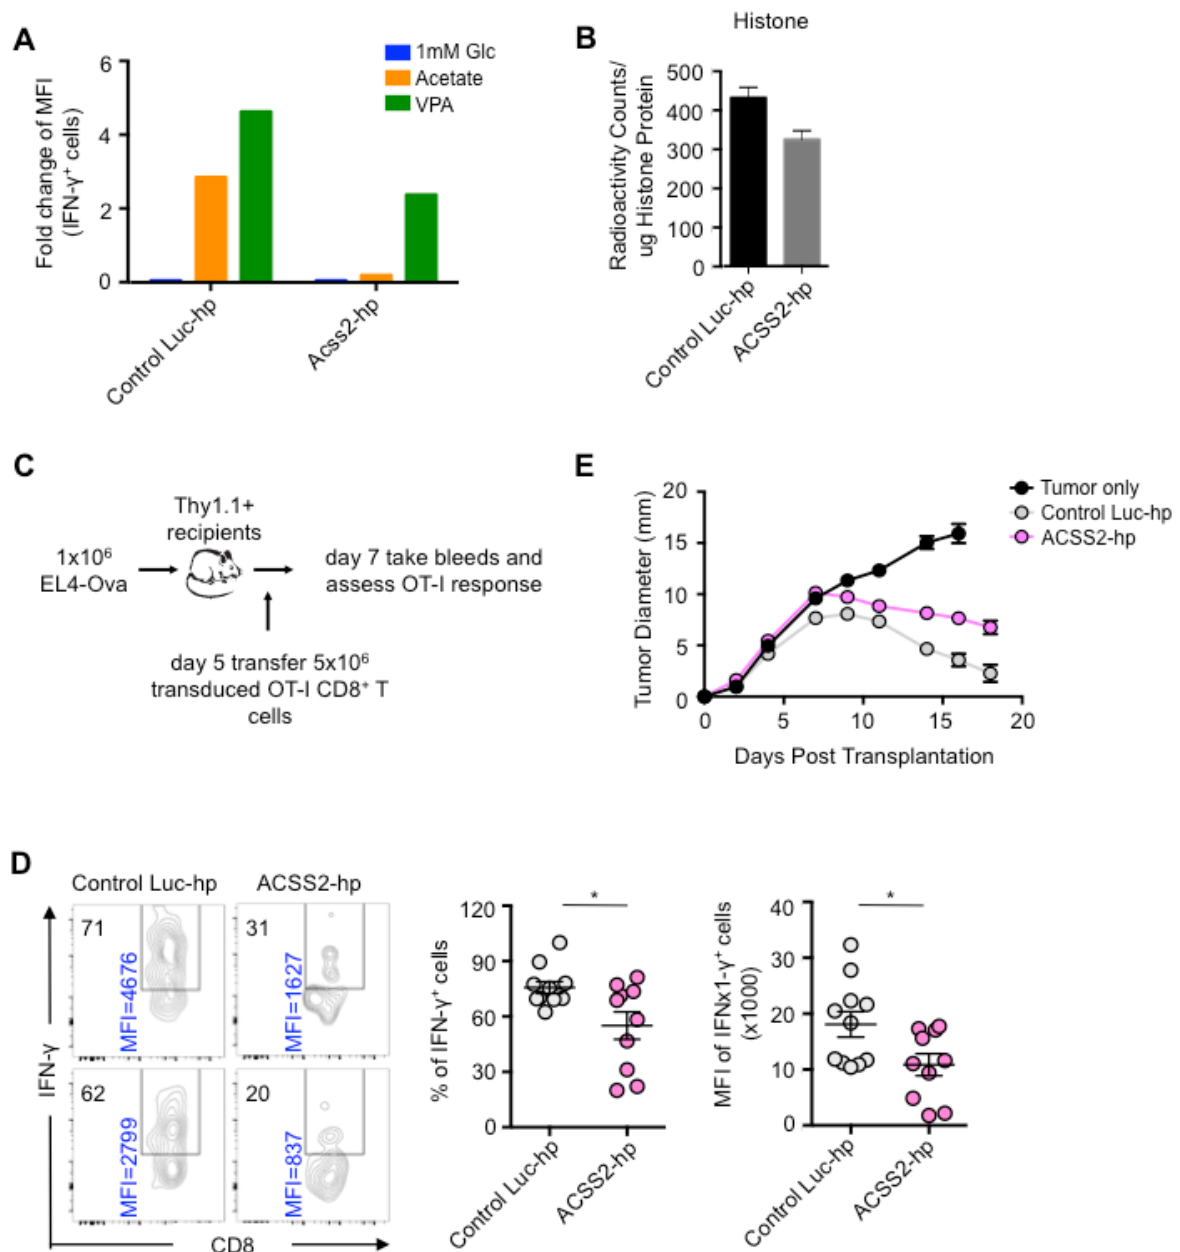 A
Fold change of MFI
(IFN-γ⁺ cells)
6
4
2
0
1mM Glc
Acetate
VPA
Control Luc-hp
Acss2-hp
B
Histone
Radioactivity Counts/
ug Histone Protein
500
400
300
200
100
0
Control Luc-hp
ACSS2-hp
C
1x10⁶
EL4-Ova
Thy1.1+
recipients
day 7 take bleeds and
assess OT-I response
day 5 transfer 5x10⁶
transduced OT-I CD8⁺ T
cells
E
Tumor Diameter (mm)
20
15
10
5
0
0 5 10 15 20
Days Post Transplantation
Tumor only
Control Luc-hp
ACSS2-hp
D
Control Luc-hp
ACSS2-hp
71
MFI=4676
31
MFI=1627
62
MFI=2799
20
MFI=837
IFN-γ
CD8
% of IFN-γ⁺ cells
120
90
60
30
0
*
Control Luc-hp
ACSS2-hp
MFI of IFNx1-γ⁺ cells
(x1000)
40
30
20
10
0
*
Control Luc-hp
ACSS2-hp